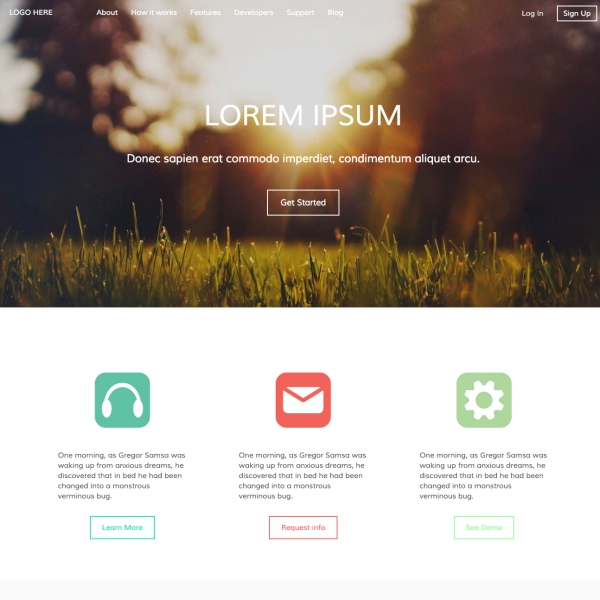 LOGO HERE About How it works Features Developers Support Blog Log In Sign Up
LOREM IPSUM
Donec sapien erat commodo imperdiet, condimentum aliquet arcu.
Get Started
One morning, as Gregor Samsa was
waking up from anxious dreams, he
discovered that in bed he had been
changed into a monstrous
verminous bug.
Learn More
One morning, as Gregor Samsa was
waking up from anxious dreams, he
discovered that in bed he had been
changed into a monstrous
verminous bug.
Request info
One morning, as Gregor Samsa was
waking up from anxious dreams, he
discovered that in bed he had been
changed into a monstrous
verminous bug.
See Demo